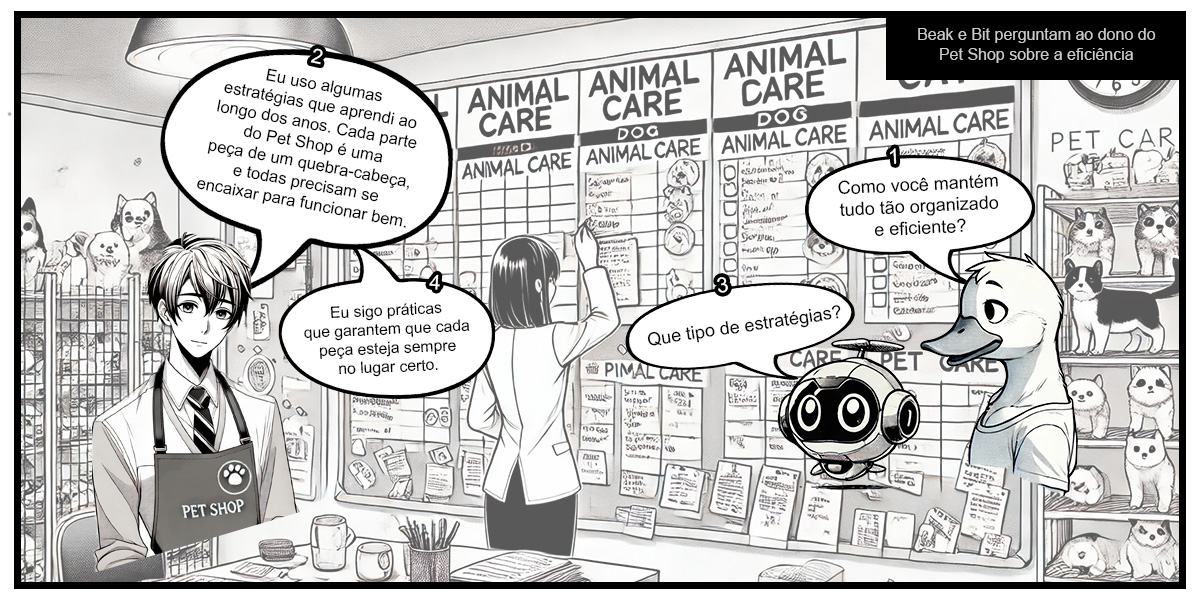 Beak e Bit perguntam ao dono do
Pet Shop sobre a eficiência
1
Como você mantém
tudo tão organizado
e eficiente?
2
Eu uso algumas
estratégias que aprendi ao
longo dos anos. Cada parte
do Pet Shop é uma
peça de um quebra-cabeça,
e todas precisam se
encaixar para funcionar bem.
3
Que tipo de estratégias?
4
Eu sigo práticas
que garantem que cada
peça esteja sempre
no lugar certo.
ANIMAL
CARE
ANIMAL CARE
ANIMAL
CARE
DOG
ANIMAL CARE
ANIMAL
CARE
DOG
ANIMAL CARE
ANIMAL CARE
PET CAR
PIMAL CARE
CARE
PET CARE
PET SHOP